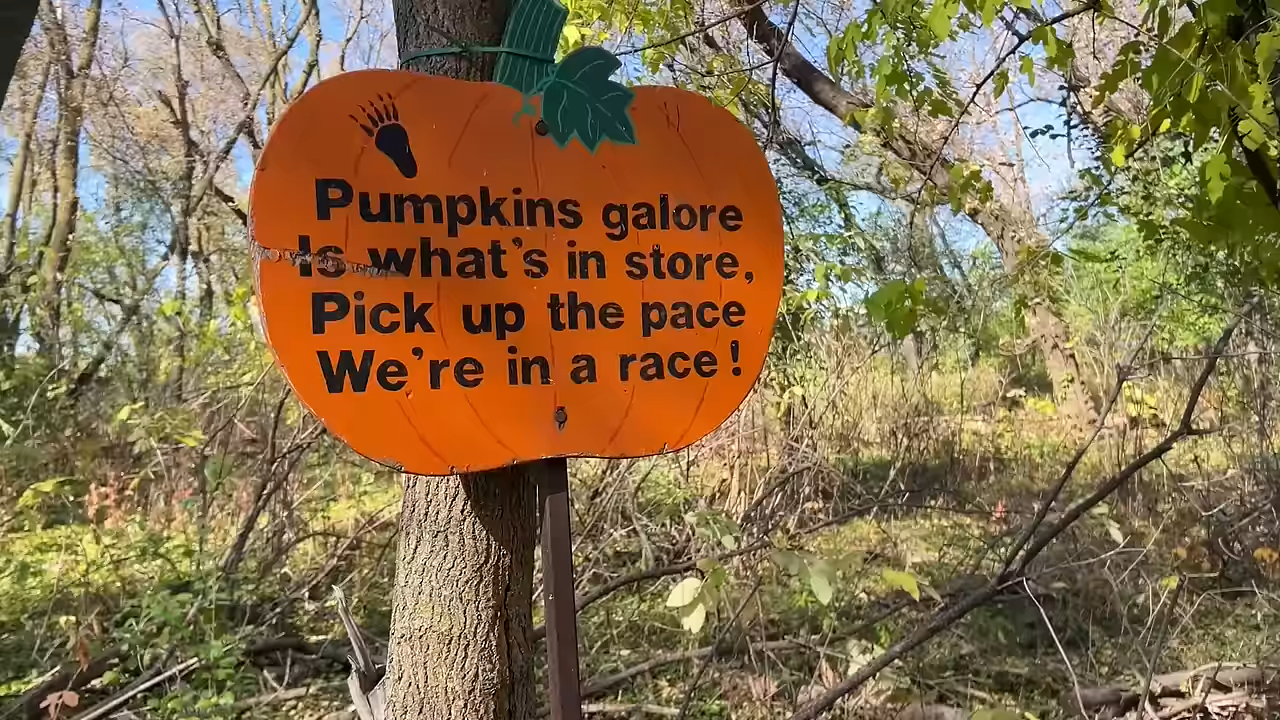 Pumpkins galore
Is what's in store,
Pick up the pace
We're in a race!